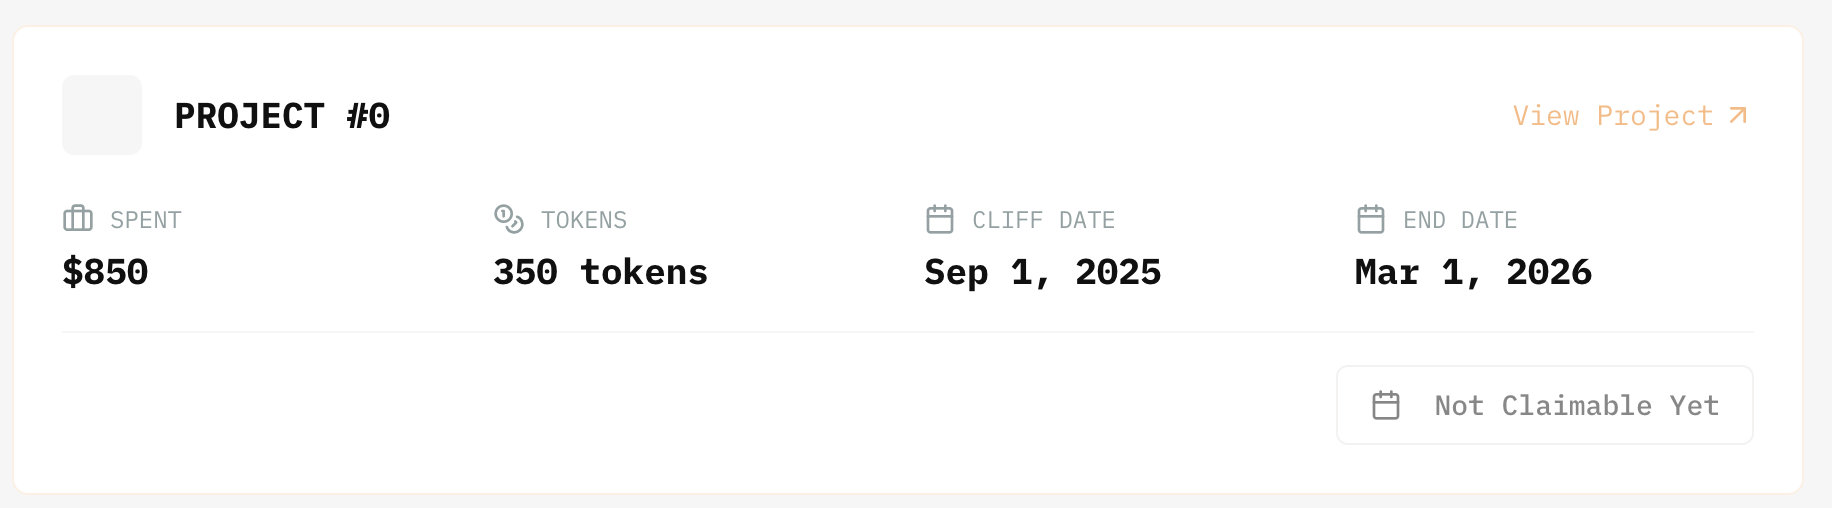 PROJECT #0
View Project
SPENT
$850
TOKENS
350 tokens
CLIFF DATE
Sep 1, 2025
END DATE
Mar 1, 2026
Not Claimable Yet